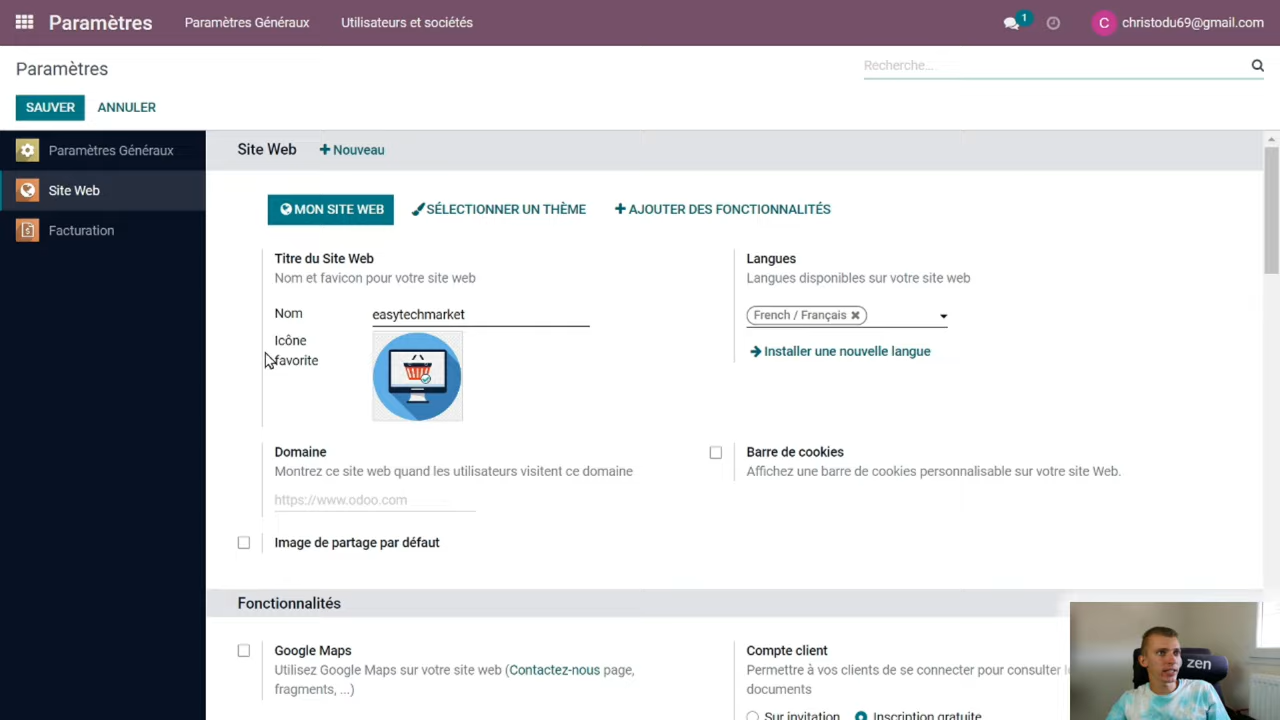 Paramètres Paramètres Généraux Utilisateurs et sociétés 1 C christodu69@gmail.com
Paramètres Recherche...
SAUVER ANNULER
Paramètres Généraux
Site Web
Facturation
Site Web + Nouveau
MON SITE WEB SÉLECTIONNER UN THÈME + AJOUTER DES FONCTIONNALITÉS
Titre du Site Web
Nom et favicon pour votre site web
Nom easytechmarket
Icône
favorite
Langues
Langues disponibles sur votre site web
French / Français ×
Installer une nouvelle langue
Domaine
Montrez ce site web quand les utilisateurs visitent ce domaine
https://www.odoo.com
Barre de cookies
Affichez une barre de cookies personnalisable sur votre site Web.
Image de partage par défaut
Fonctionnalités
Google Maps
Utilisez Google Maps sur votre site web (Contactez-nous page,
fragments, ...)
Compte client
Permettre à vos clients de se connecter pour consulter
documents
Sur invitation Inscription gratuite
zen